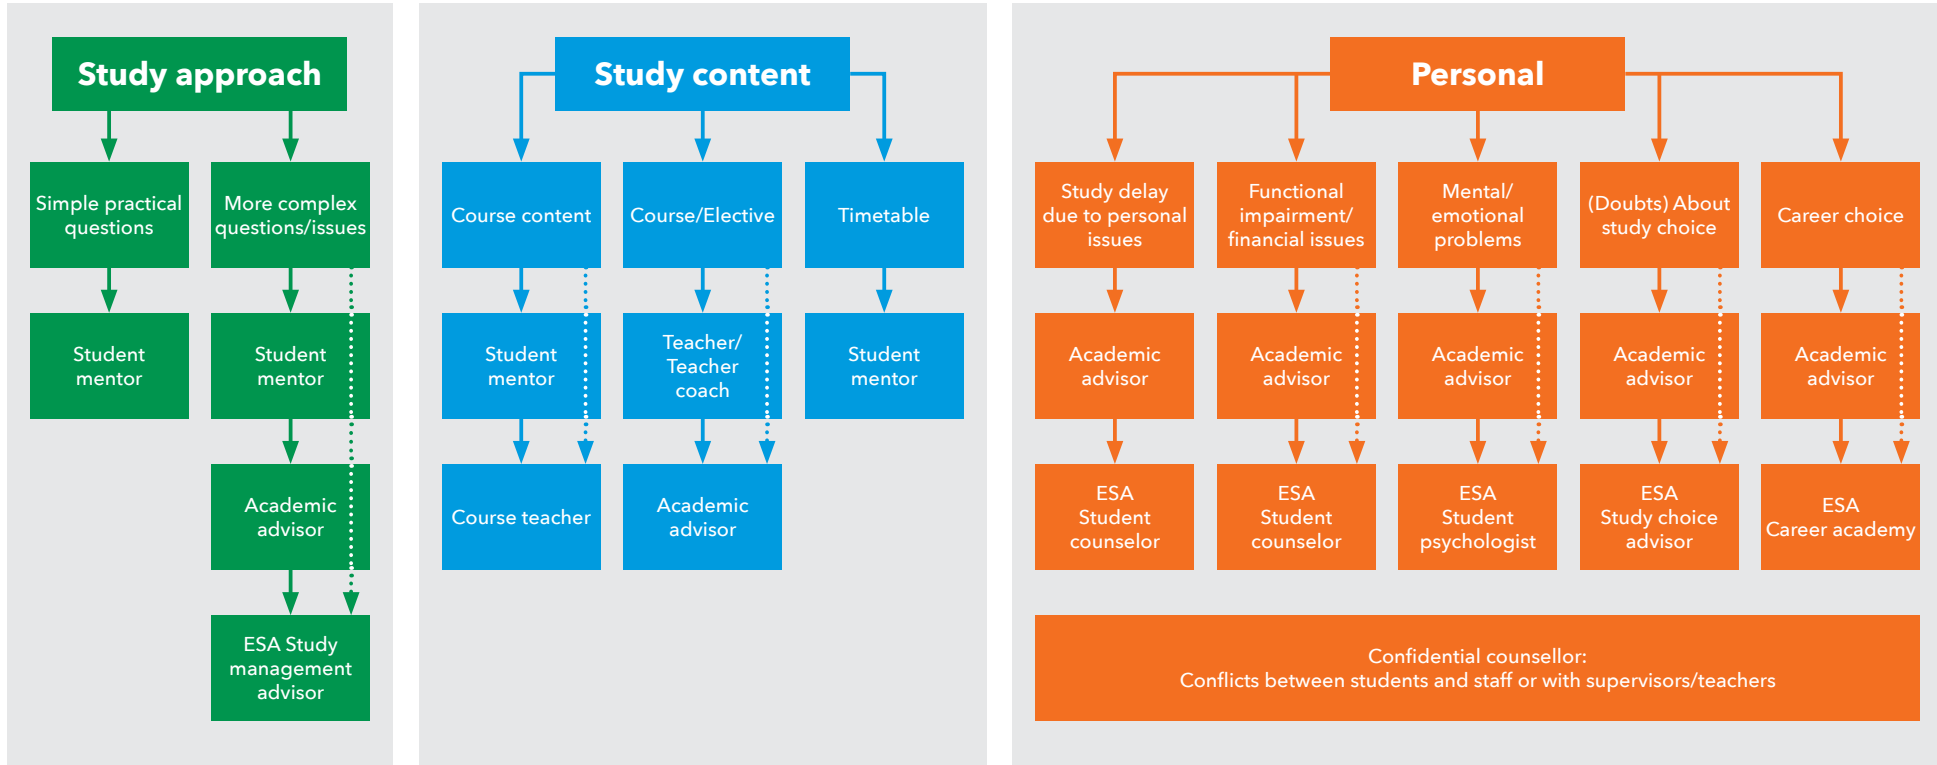 Study approach
Simple practical
questions
More complex
questions/issues
Student
mentor
Student
mentor
Academic
advisor
ESA Study
management
advisor
Study content
Course content
Course/Elective
Timetable
Student
mentor
Teacher/
Teacher
coach
Student
mentor
Course teacher
Academic
advisor
Personal
Study delay
due to personal
issues
Functional
impairment/
financial issues
Mental/
emotional
problems
(Doubts) About
study choice
Career choice
Academic
advisor
Academic
advisor
Academic
advisor
Academic
advisor
Academic
advisor
ESA
Student
counselor
ESA
Student
counselor
ESA
Student
psychologist
ESA
Study choice
advisor
ESA
Career academy
Confidential counsellor:
Conflicts between students and staff or with supervisors/teachers